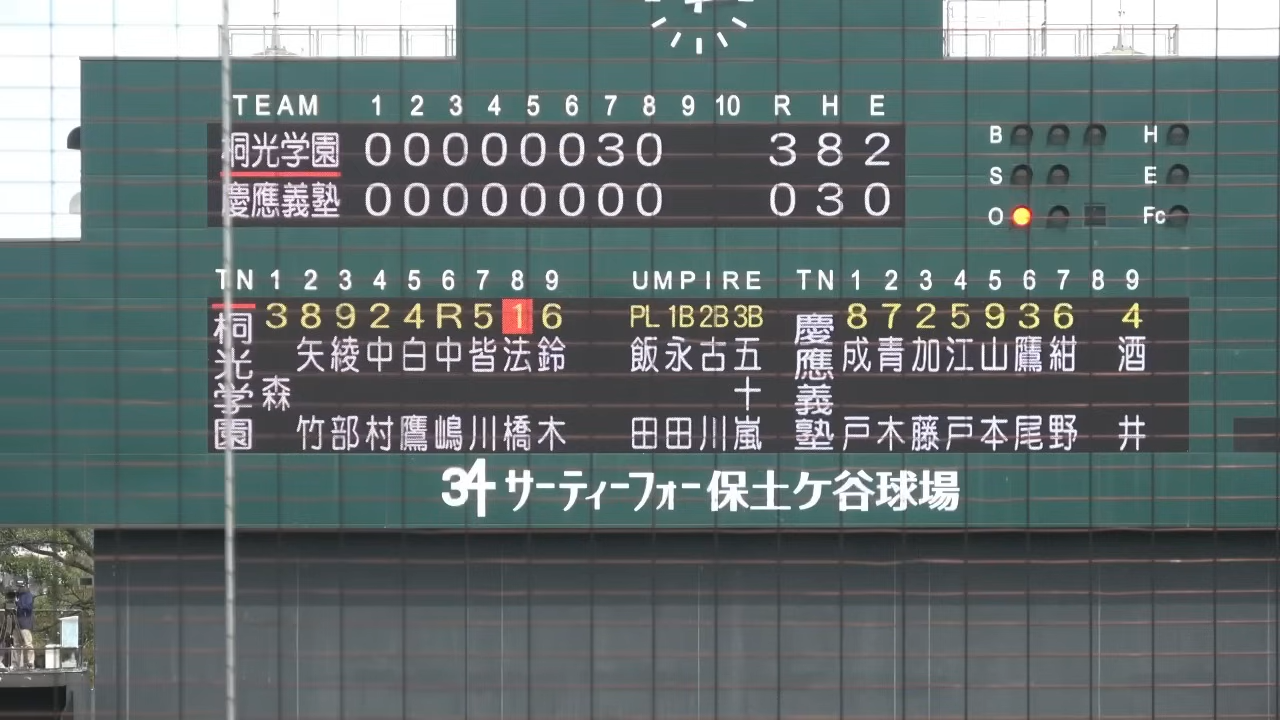 TEAM 1 2 3 4 5 6 7 8 9 10 R H E
桐光学園 0 0 0 0 0 0 3 0 3 8 2
慶應義塾 0 0 0 0 0 0 0 0 0 3 0
B H
S E
O Fc
TN 1 2 3 4 5 6 7 8 9 UMPIRE TN 1 2 3 4 5 6 7 8 9
桐光学園 3 8 9 2 4 R 5 1 6 PL 1B 2B 3B 慶應義塾 8 7 2 5 9 3 6 4
森 矢竹 綾部 中村 白鷹 中嶋 皆川 法橋 鈴木 飯田 永田 古川 五十嵐 成戸 青木 加藤 江戸 山本 鷹尾 紺野 酒井
34 サーティーフォー保土ケ谷球場